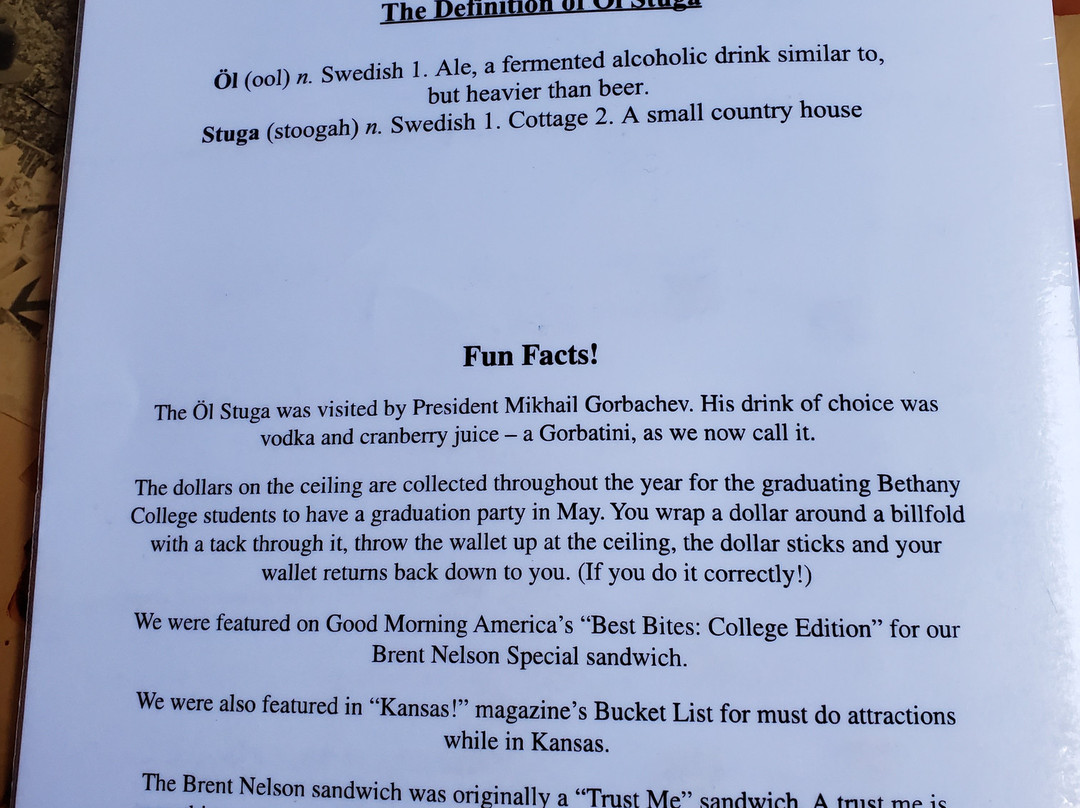 The Definition of Öl Stuga
Öl (ool) n. Swedish 1. Ale, a fermented alcoholic drink similar to,
but heavier than beer.
Stuga (stoogah) n. Swedish 1. Cottage 2. A small country house
Fun Facts!
The Öl Stuga was visited by President Mikhail Gorbachev. His drink of choice was
vodka and cranberry juice – a Gorbatini, as we now call it.
The dollars on the ceiling are collected throughout the year for the graduating Bethany
College students to have a graduation party in May. You wrap a dollar around a billfold
with a tack through it, throw the wallet up at the ceiling, the dollar sticks and your
wallet returns back down to you. (If you do it correctly!)
We were featured on Good Morning America’s “Best Bites: College Edition” for our
Brent Nelson Special sandwich.
We were also featured in “Kansas!” magazine’s Bucket List for must do attractions
while in Kansas.
The Brent Nelson sandwich was originally a “Trust Me” sandwich. A trust me is